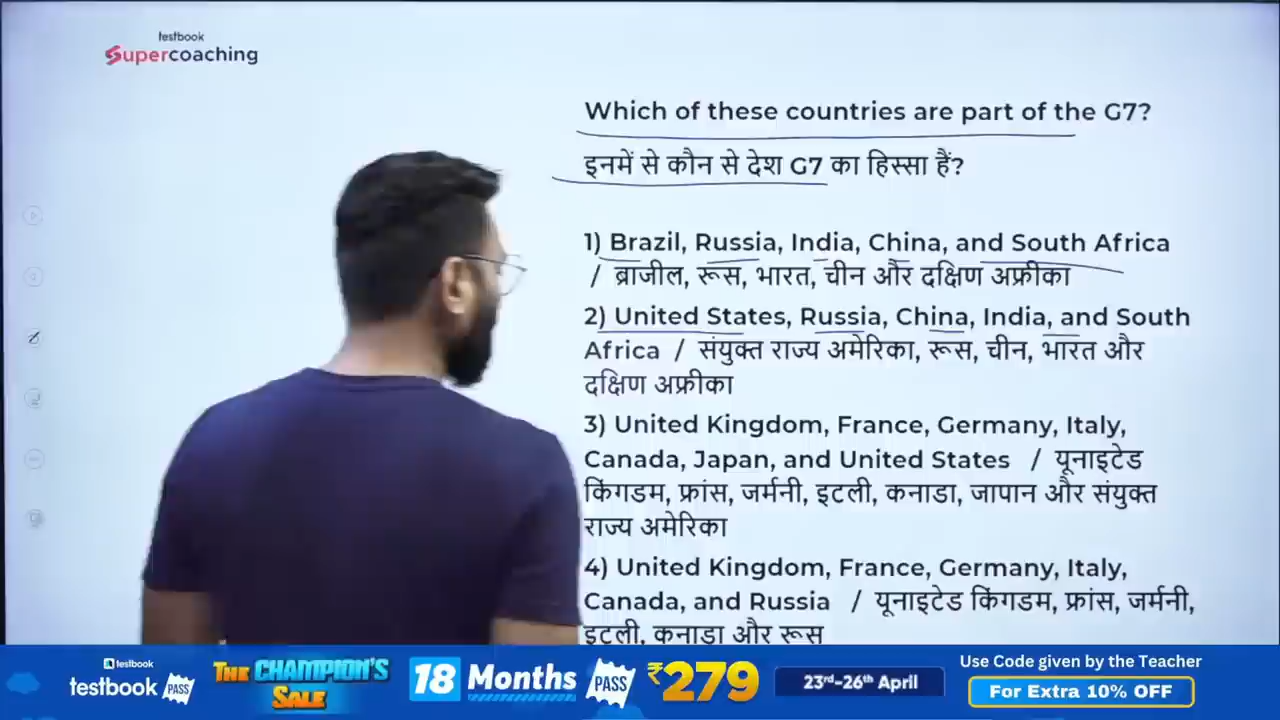 testbook
Supercoaching
Which of these countries are part of the G7?
इनमें से कौन से देश G7 का हिस्सा हैं?
1) Brazil, Russia, India, China, and South Africa
/ ब्राजील, रूस, भारत, चीन और दक्षिण अफ्रीका
2) United States, Russia, China, India, and South
Africa / संयुक्त राज्य अमेरिका, रूस, चीन, भारत और
दक्षिण अफ्रीका
3) United Kingdom, France, Germany, Italy,
Canada, Japan, and United States / यूनाइटेड
किंगडम, फ्रांस, जर्मनी, इटली, कनाडा, जापान और संयुक्त
राज्य अमेरिका
4) United Kingdom, France, Germany, Italy,
Canada, and Russia / यूनाइटेड किंगडम, फ्रांस, जर्मनी,
इटली, कनाडा और रूस
testbook
testbook PASS
THE CHAMPION'S
SALE
18 Months PASS ₹279
23rd-26th April
Use Code given by the Teacher
For Extra 10% OFF